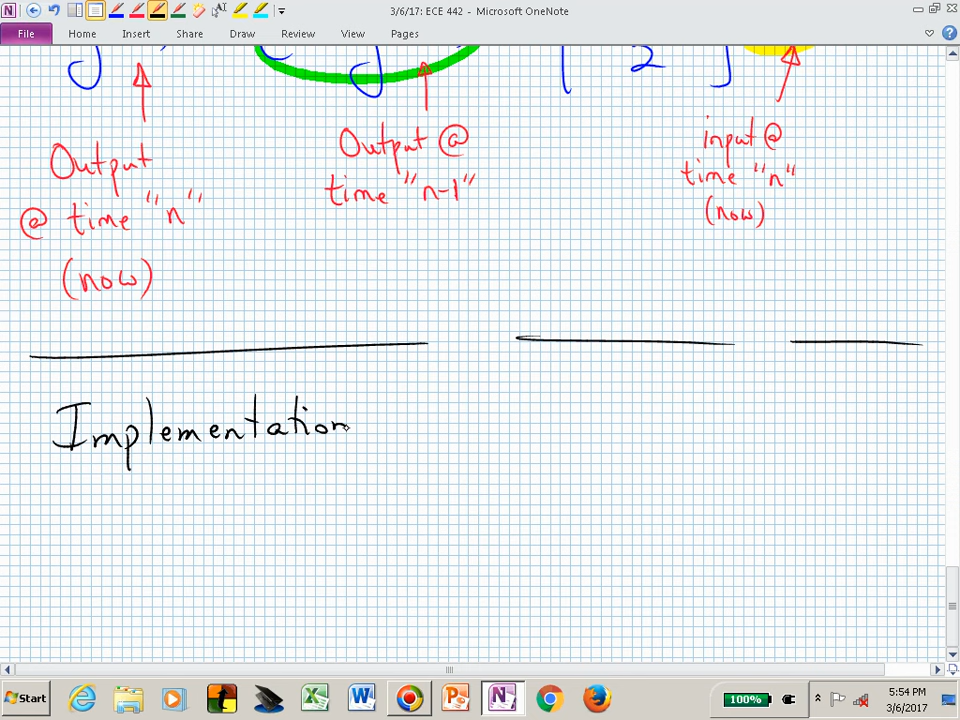 3/6/17: ECE 442 - Microsoft OneNote
File Home Insert Share Draw Review View Pages
2
Output
@ time "n"
(now)
Output @
time "n-1"
input @
time "n"
(now)
Implementation
Start
100%
5:54 PM
3/6/2017